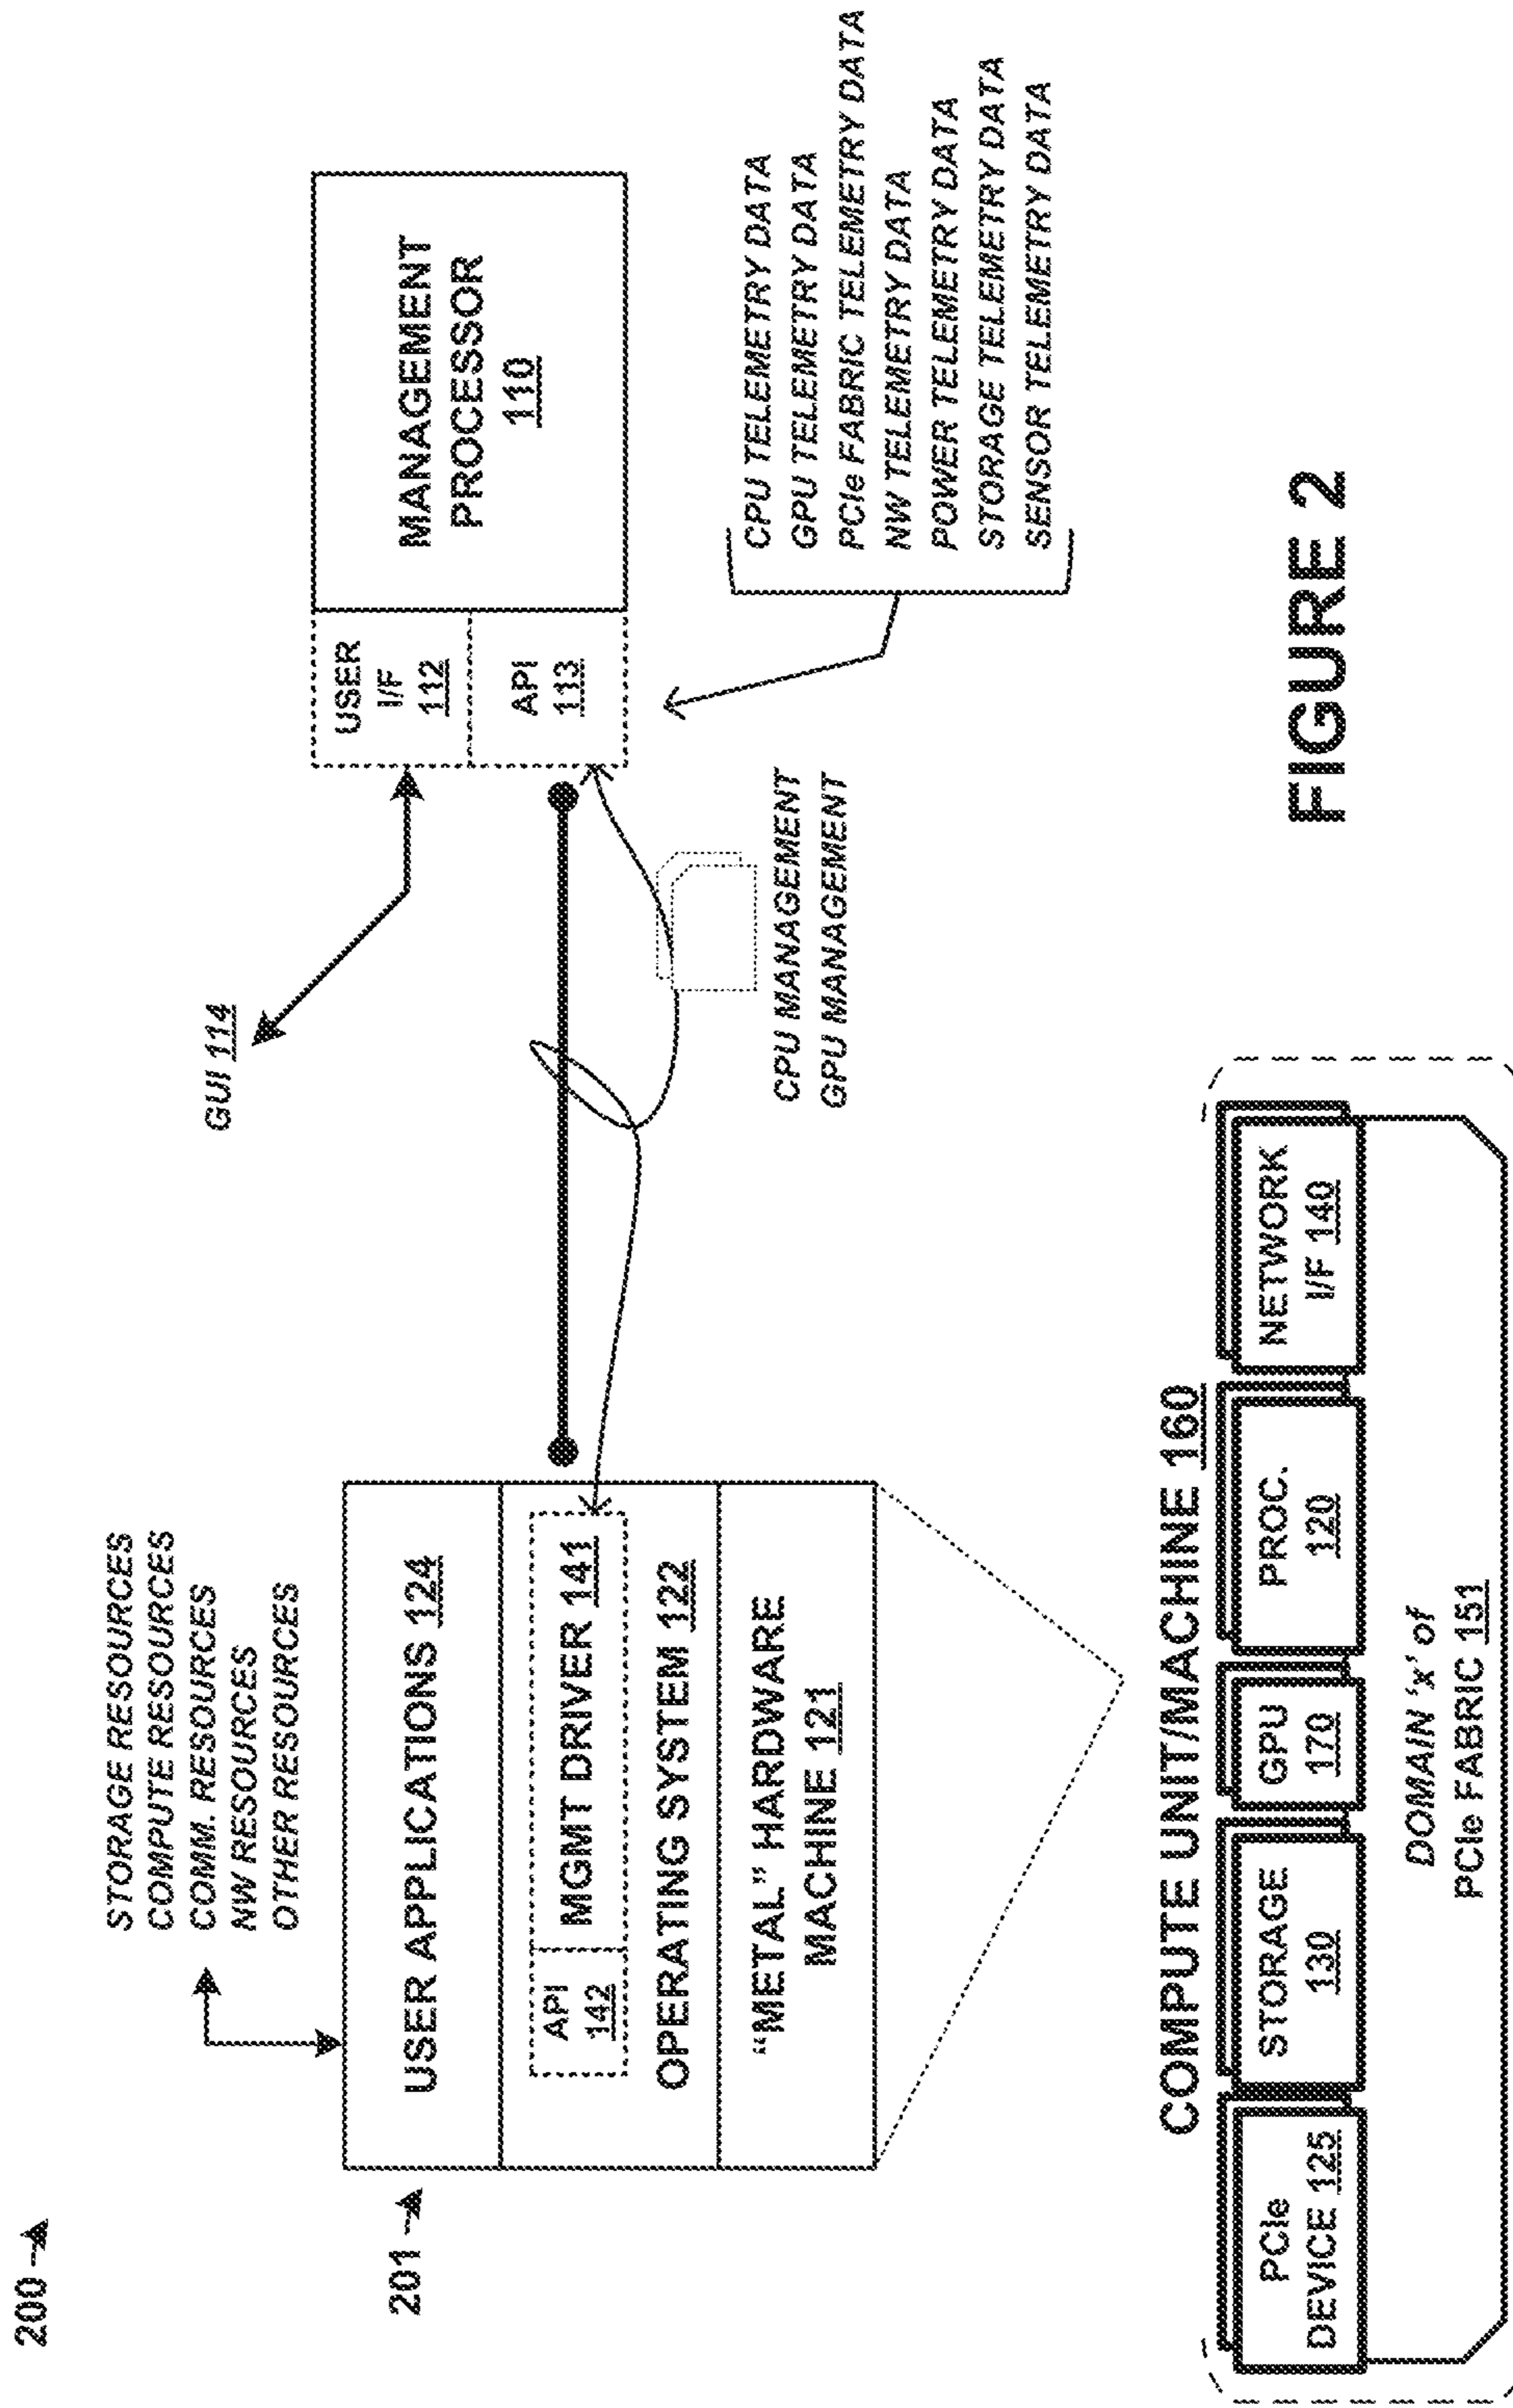 200
201
STORAGE RESOURCES
COMPUTE RESOURCES
COMM. RESOURCES
NW RESOURCES
OTHER RESOURCES
USER APPLICATIONS 124
API
142
MGMT DRIVER 141
OPERATING SYSTEM 122
“METAL” HARDWARE
MACHINE 121
GUI 114
USER
I/F
112
API
113
MANAGEMENT
PROCESSOR
110
CPU MANAGEMENT
GPU MANAGEMENT
CPU TELEMETRY DATA
GPU TELEMETRY DATA
PCIe FABRIC TELEMETRY DATA
NW TELEMETRY DATA
POWER TELEMETRY DATA
STORAGE TELEMETRY DATA
SENSOR TELEMETRY DATA
COMPUTE UNIT/MACHINE 160
PCIe
DEVICE 125
STORAGE
130
GPU
170
PROC.
120
NETWORK
I/F 140
DOMAIN ‘x’ of
PCIe FABRIC 151
FIGURE 2